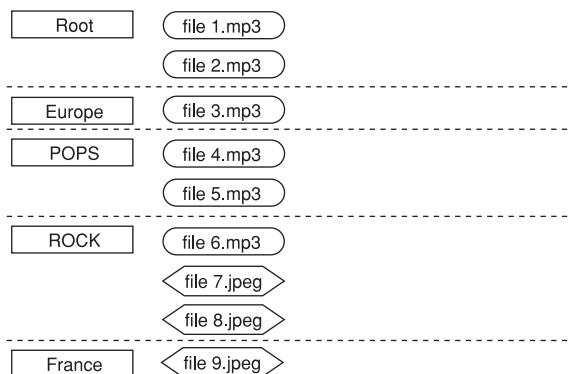 Root file 1.mp3
file 2.mp3
Europe file 3.mp3
POPS file 4.mp3
file 5.mp3
ROCK file 6.mp3
file 7.jpeg
file 8.jpeg
France file 9.jpeg